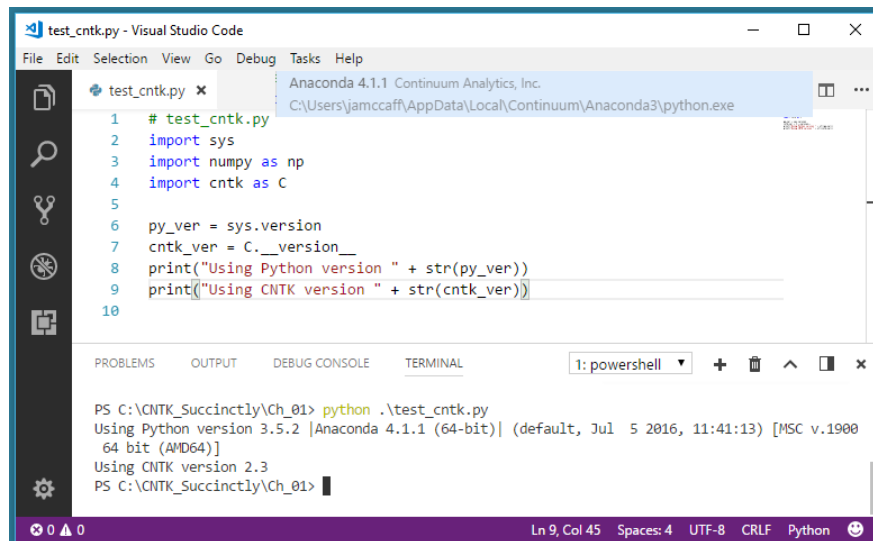 test_cntk.py - Visual Studio Code
File Edit Selection View Go Debug Tasks Help
test_cntk.py
Anaconda 4.1.1 Continuum Analytics, Inc.
C:\Users\jamccaff\AppData\Local\Continuum\Anaconda3\python.exe
1 # test_cntk.py
2 import sys
3 import numpy as np
4 import cntk as C
5
6 py_ver = sys.version
7 cntk_ver = C.__version__
8 print("Using Python version " + str(py_ver))
9 print("Using CNTK version " + str(cntk_ver))
10
PROBLEMS OUTPUT DEBUG CONSOLE TERMINAL 1: powershell
PS C:\CNTK_Succinctly\Ch_01> python .\test_cntk.py
Using Python version 3.5.2 |Anaconda 4.1.1 (64-bit)| (default, Jul  5 2016, 11:41:13) [MSC v.1900
64 bit (AMD64)]
Using CNTK version 2.3
PS C:\CNTK_Succinctly\Ch_01>
0 0 Ln 9, Col 45 Spaces: 4 UTF-8 CRLF Python